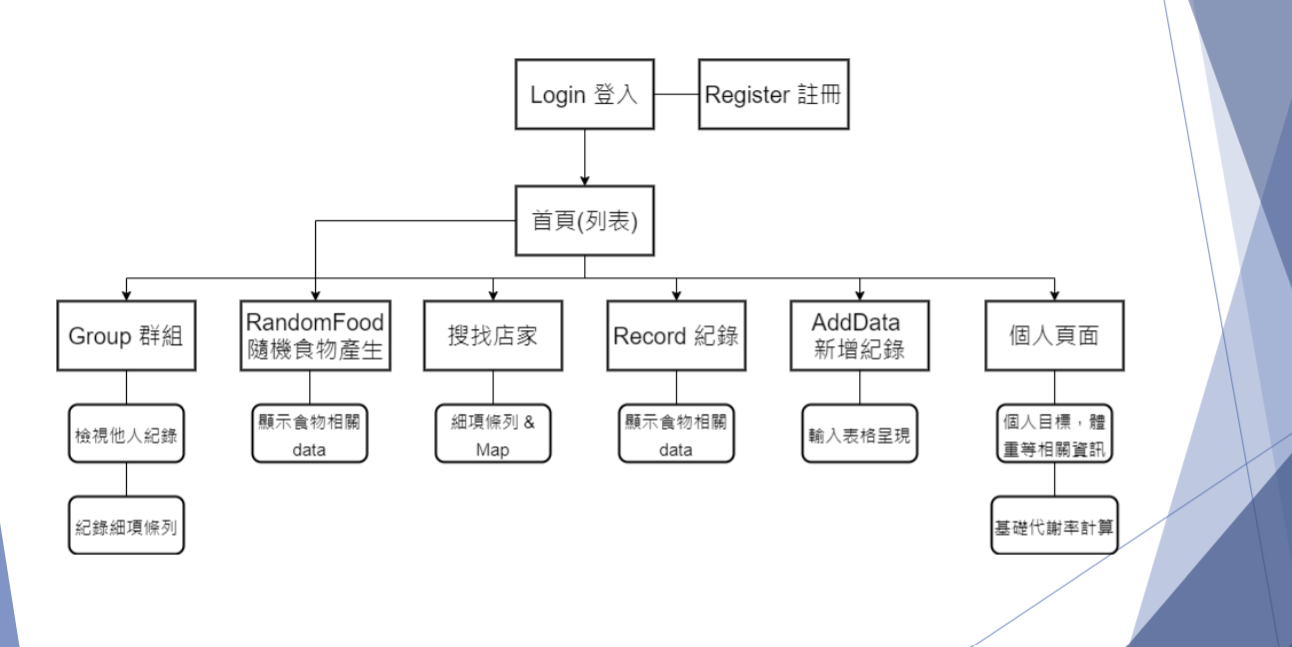 Login 登入
Register 註冊
首頁(列表)
Group 群組
RandomFood
隨機食物產生
搜找店家
Record 紀錄
AddData
新增紀錄
個人頁面
檢視他人紀錄
顯示食物相關
data
細項條列 &
Map
顯示食物相關
data
輸入表格呈現
個人目標，體
重等相關資訊
紀錄細項條列
基礎代謝率計算